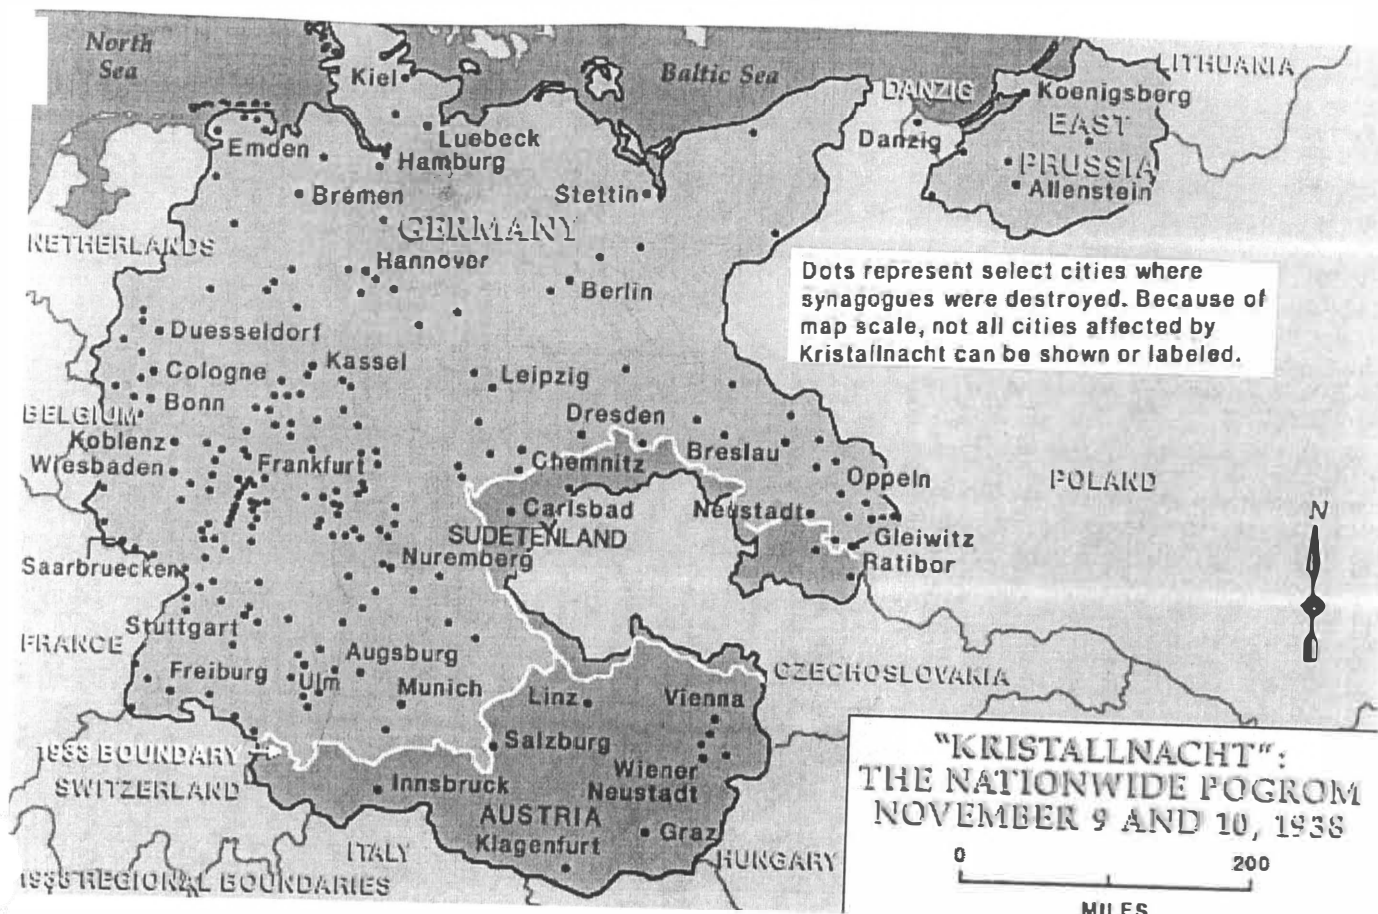 North
Sea
Kiel
Baltic Sea
DANZIG
LITHUANIA
Koenigsberg
EAST
PRUSSIA
Danzig
Allenstein
Luebeck
Emden
Hamburg
Bremen
Stettin
GERMANY
NETHERLANDS
Hannover
Berlin
Dots represent select cities where
synagogues were destroyed. Because of
map scale, not all cities affected by
Kristallnacht can be shown or labeled.
Duesseldorf
Kassel
Cologne
Leipzig
Bonn
BELGIUM
Dresden
Koblenz
Breslau
Wiesbaden
Frankfurt
Chemnitz
Oppeln
POLAND
Carlsbad
Neustadt
N
SUDETENLAND
Gleiwitz
Nuremberg
Ratibor
Saarbruecken
Stuttgart
FRANCE
Augsburg
Freiburg
Ulm
Munich
CZECHOSLOVAKIA
Linz
Vienna
Salzburg
1933 BOUNDARY
SWITZERLAND
Wiener
Neustadt
Innsbruck
AUSTRIA
Graz
Klagenfurt
ITALY
HUNGARY
1938 REGIONAL BOUNDARIES
"KRISTALLNACHT":
THE NATIONWIDE POGROM
NOVEMBER 9 AND 10, 1938
0 200
MILES